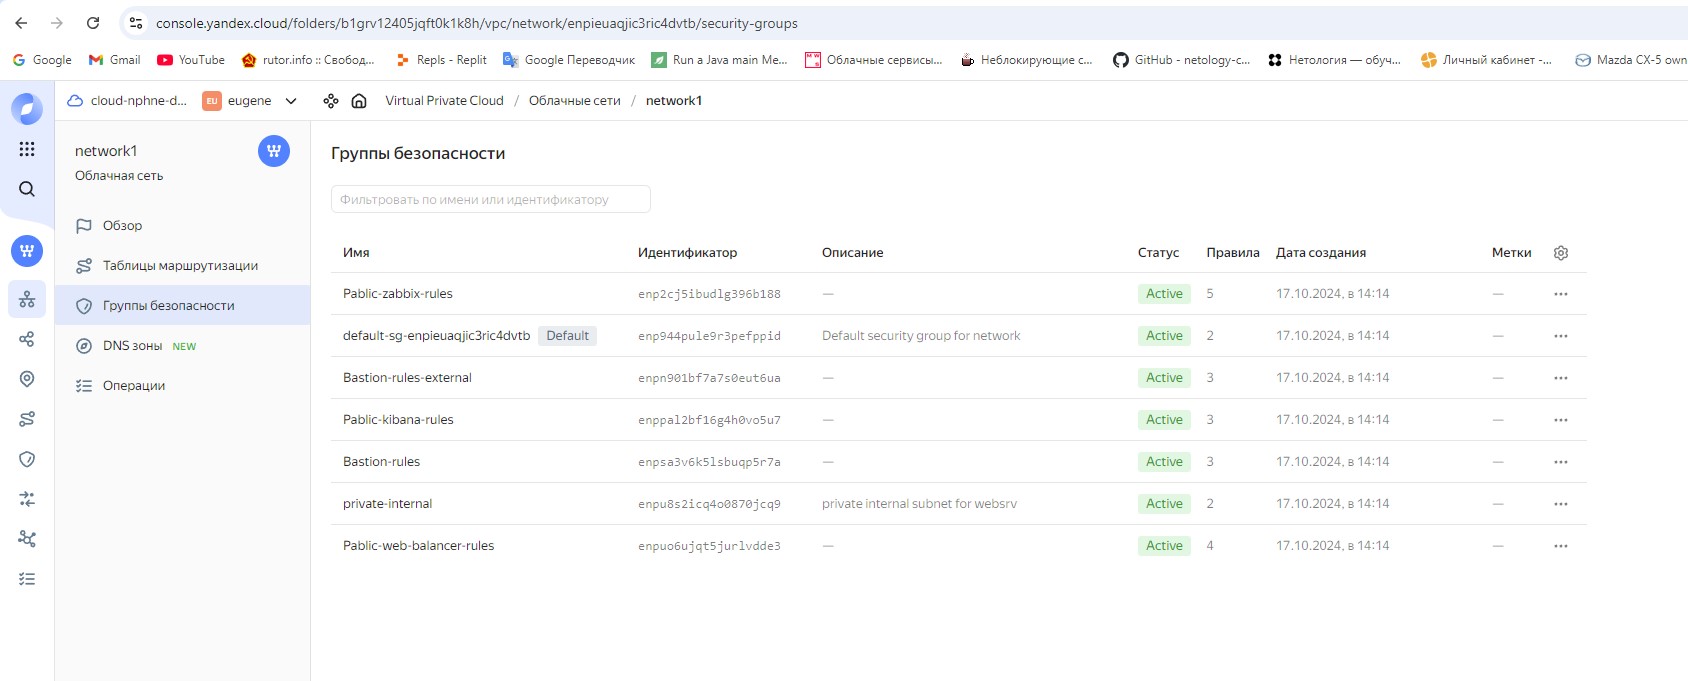 console.yandex.cloud/folders/b1grv12405jqft0k1k8h/vpc/network/enpieuaqjic3ric4dvtb/security-groups
Google Gmail YouTube rutor.info :: Свобод... Repls - Replit Google Переводчик Run a Java main Me... Облачные сервисы... Неблокирующие с... GitHub - netology-c... Нетология — обуч... Личный кабинет -... Mazda CX-5 own
cloud-nphne-d... EU eugene Virtual Private Cloud / Облачные сети / network1
network1
Облачная сеть
Обзор
Таблицы маршрутизации
Группы безопасности
DNS зоны NEW
Операции
Группы безопасности
Фильтровать по имени или идентификатору
Имя Идентификатор Описание Статус Правила Дата создания Метки
Pablic-zabbix-rules enp2cj5ibudlg396b188 — Active 5 17.10.2024, в 14:14 —
default-sg-enpieuaqjic3ric4dvtb Default enp944pule9r3pefppid Default security group for network Active 2 17.10.2024, в 14:14 —
Bastion-rules-external enpn901bf7a7s0eut6ua — Active 3 17.10.2024, в 14:14 —
Pablic-kibana-rules enppal2bf16g4h0vo5u7 — Active 3 17.10.2024, в 14:14 —
Bastion-rules enpsa3v6k5lsbuqp5r7a — Active 3 17.10.2024, в 14:14 —
private-internal enpu8s2icq4o0870jcq9 private internal subnet for websrv Active 2 17.10.2024, в 14:14 —
Pablic-web-balancer-rules enpuo6ujqt5jurlvdde3 — Active 4 17.10.2024, в 14:14 —